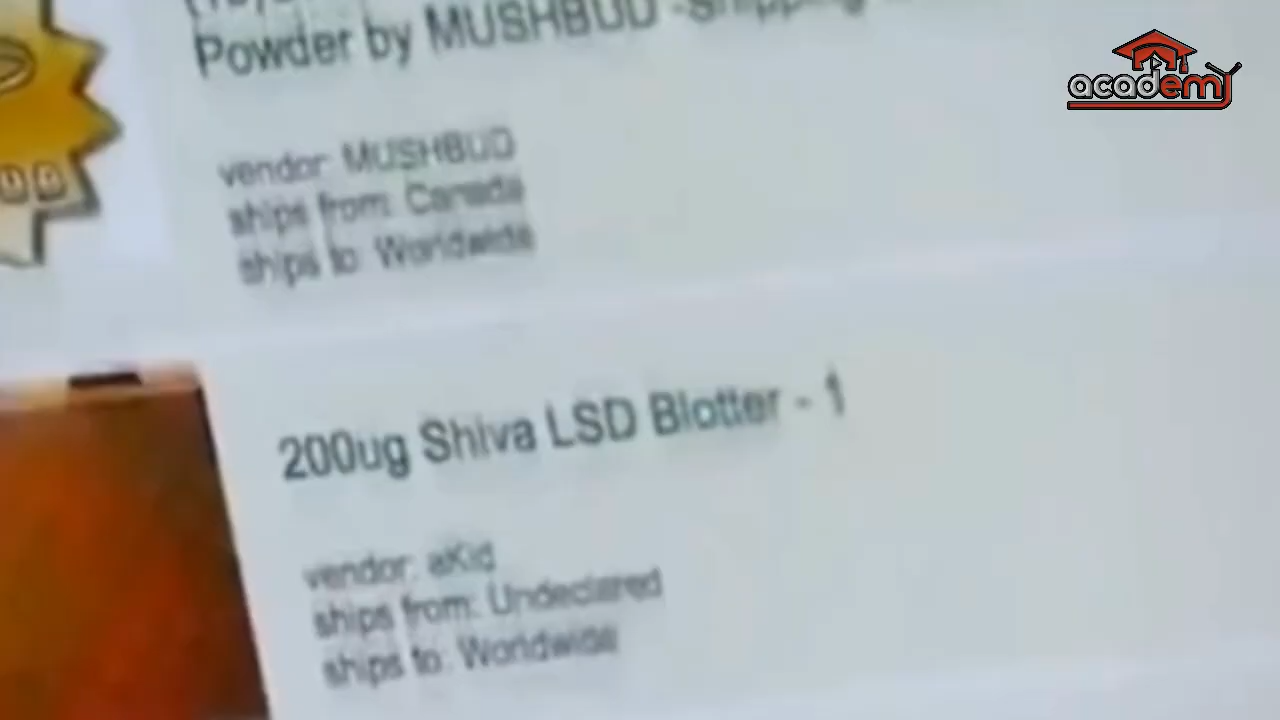 Powder by MUSHBUD -Shipping
vendor: MUSHBUD
ships from: Canada
ships to: Worldwide
200ug Shiva LSD Blotter - 1
vendor: aKid
ships from: Undeclared
ships to: Worldwide
academy